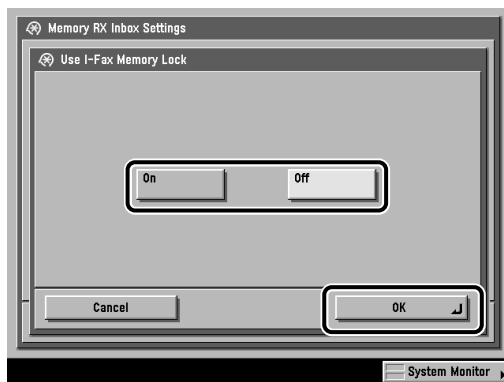 Memory RX Inbox Settings
Use I-Fax Memory Lock
On Off
Cancel OK
System Monitor